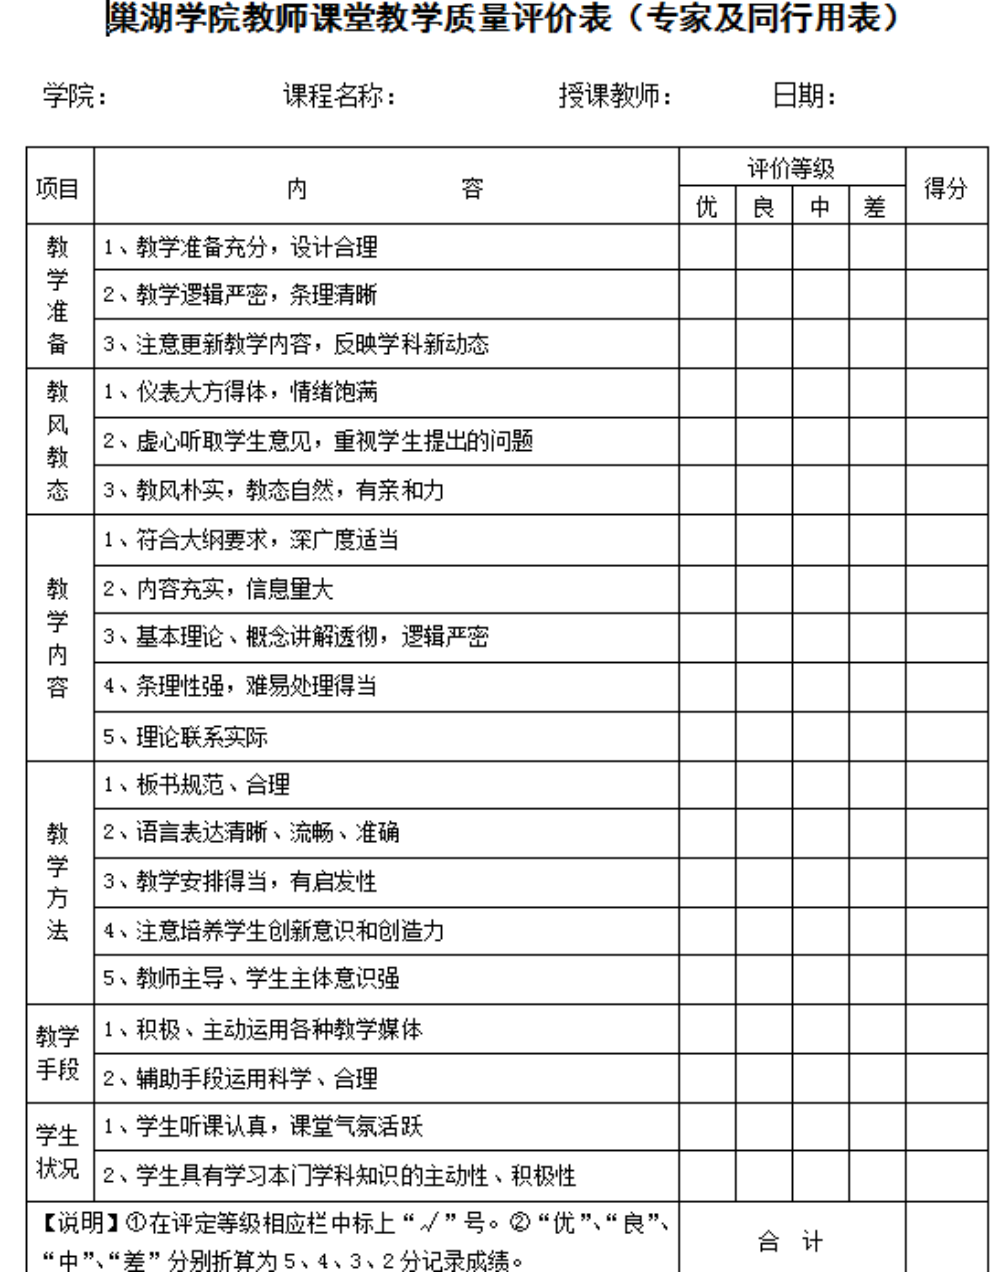 巢湖学院教师课堂教学质量评价表（专家及同行用表）
学院： 课程名称： 授课教师： 日期：
项目 内 容 评价等级 得分
优 良 中 差
教学准备
1、教学准备充分，设计合理
2、教学逻辑严密，条理清晰
3、注意更新教学内容，反映学科新动态
教风教态
1、仪表大方得体，情绪饱满
2、虚心听取学生意见，重视学生提出的问题
3、教风朴实，教态自然，有亲和力
教学内容
1、符合大纲要求，深广度适当
2、内容充实，信息量大
3、基本理论、概念讲解透彻，逻辑严密
4、条理性强，难易处理得当
5、理论联系实际
教学方法
1、板书规范、合理
2、语言表达清晰、流畅、准确
3、教学安排得当，有启发性
4、注意培养学生创新意识和创造力
5、教师主导、学生主体意识强
教学手段
1、积极、主动运用各种教学媒体
2、辅助手段运用科学、合理
学生状况
1、学生听课认真，课堂气氛活跃
2、学生具有学习本门学科知识的主动性、积极性
【说明】①在评定等级相应栏中标上“√”号。②“优”、“良”、
“中”、“差”分别折算为5、4、3、2分记录成绩。
合 计